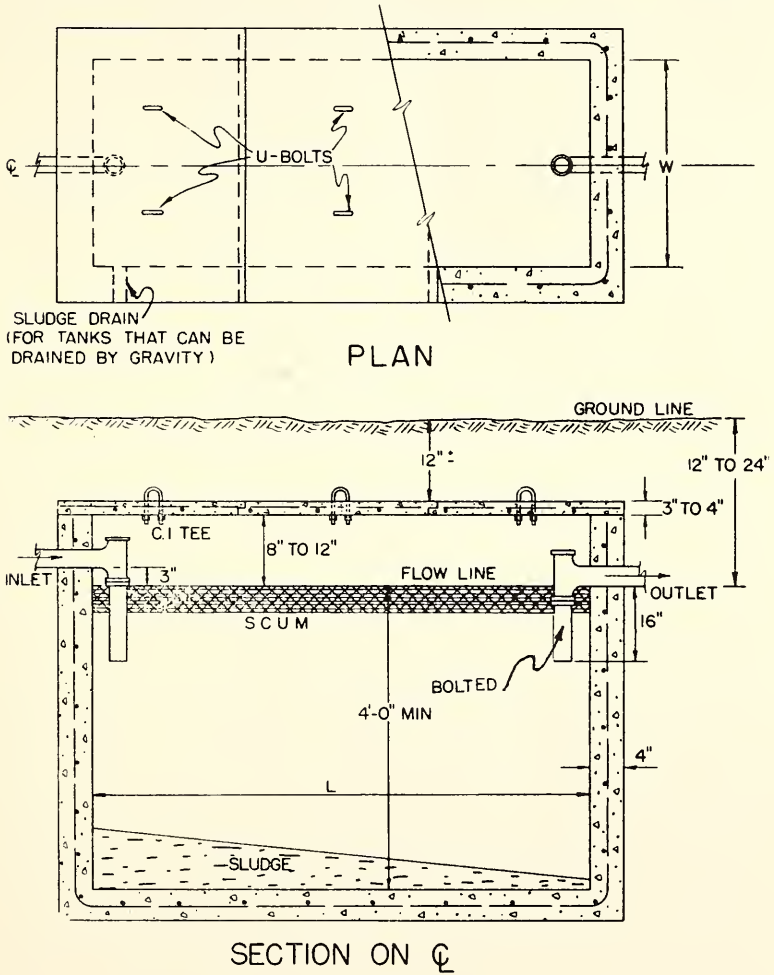 ℄
U-BOLTS
W
SLUDGE DRAIN
(FOR TANKS THAT CAN BE
DRAINED BY GRAVITY)
PLAN
GROUND LINE
12" ±
12" TO 24"
3" TO 4"
C.I TEE
8" TO 12"
INLET
3"
FLOW LINE
OUTLET
SCUM
16"
BOLTED
4'-0" MIN
4"
L
SLUDGE
SECTION ON ℄